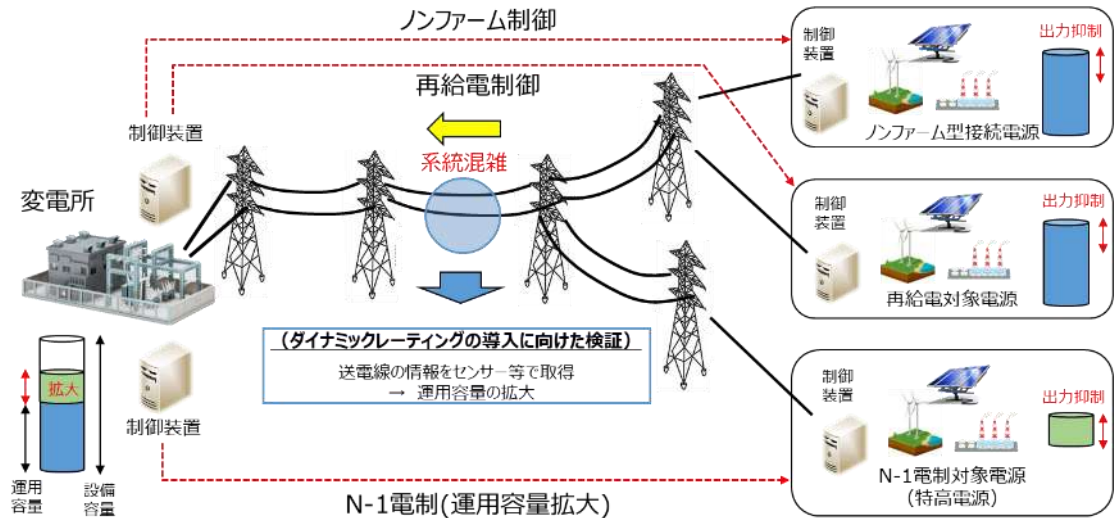 ノンファーム制御
再給電制御
制御装置
系統混雑
変電所
(ダイナミックレーティングの導入に向けた検証)
送電線の情報をセンサー等で取得
→ 運用容量の拡大
拡大
運用
容量
設備
容量
制御装置
N-1電制(運用容量拡大)
制御
装置
出力抑制
ノンファーム型接続電源
制御
装置
出力抑制
再給電対象電源
制御
装置
出力抑制
N-1電制対象電源
(特高電源)